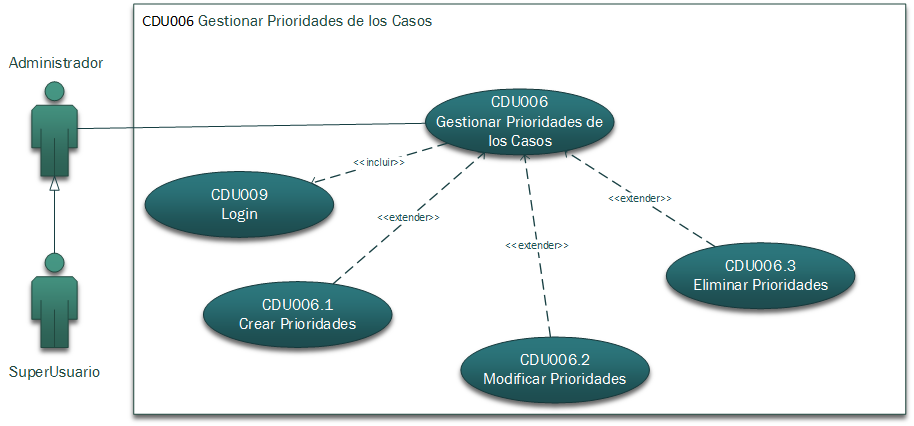 CDU006 Gestionar Prioridades de los Casos
Administrador
CDU006
Gestionar Prioridades de
los Casos
<<incluir>>
CDU009
Login
<<extender>>
<<extender>>
<<extender>>
CDU006.3
Eliminar Prioridades
CDU006.1
Crear Prioridades
CDU006.2
Modificar Prioridades
SuperUsuario